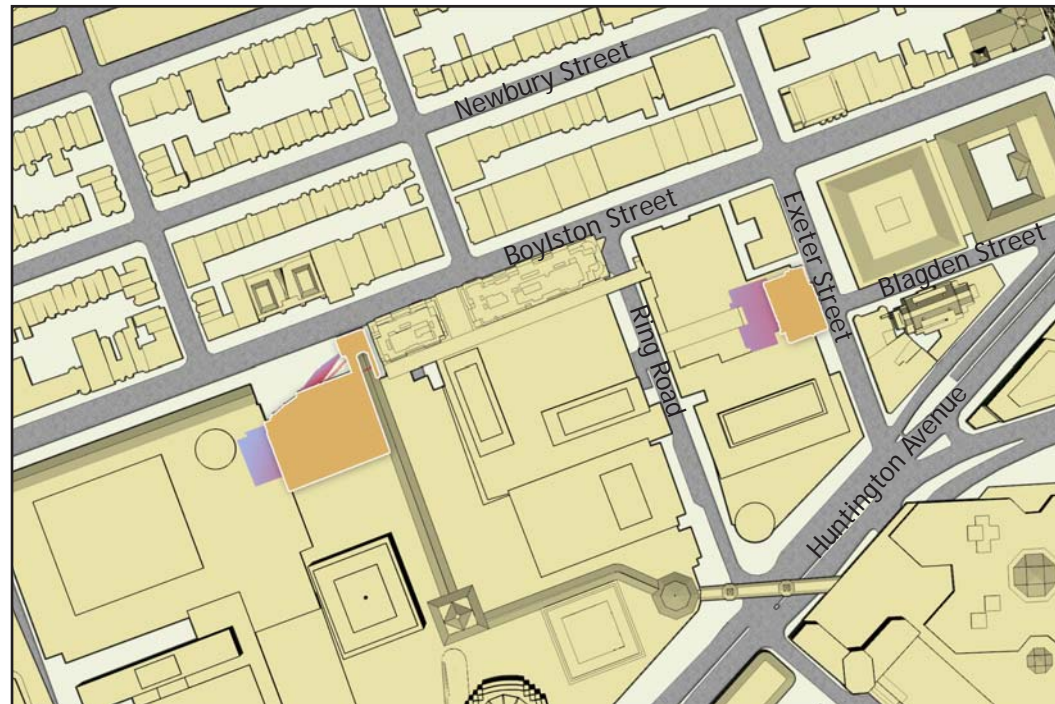 Newbury Street
Boylston Street
Exeter Street
Blagden Street
Ring Road
Huntington Avenue